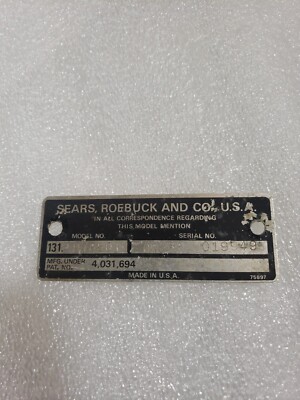 SEARS, ROEBUCK AND CO., U.S.A.
IN ALL CORRESPONDENCE REGARDING
THIS MODEL MENTION
MODEL NO. SERIAL NO.
131.
MFG. UNDER
PAT. NO. 4,031,694
MADE IN U.S.A. 75697